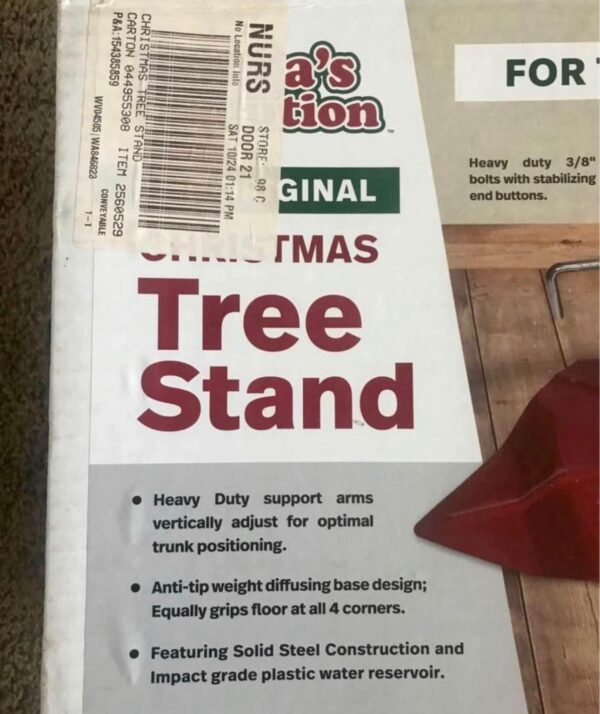 NURS
No Location Info
STORE: 98 C
DOOR 21
SAT 10/24 01:14 PM
CHRISTMAS TREE STAND
CARTON 044955308 ITEM 2560529
P&A:154385859
CONVEYABLE
1-1
a's
tion
™
GINAL
TMAS
Tree
Stand
• Heavy Duty support arms
vertically adjust for optimal
trunk positioning.
• Anti-tip weight diffusing base design;
Equally grips floor at all 4 corners.
• Featuring Solid Steel Construction and
Impact grade plastic water reservoir.
FOR
Heavy duty 3/8"
bolts with stabilizing
end buttons.